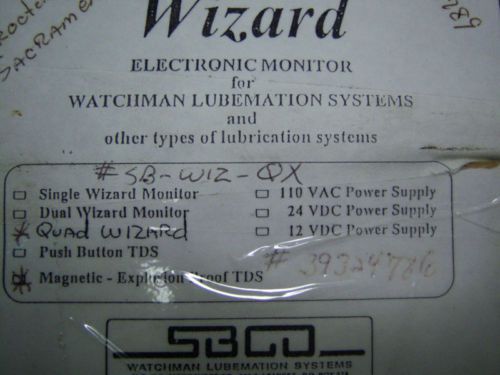 SACRAMEN
Wizard
ELECTRONIC MONITOR
for
WATCHMAN LUBEMATION SYSTEMS
and
other types of lubrication systems
#SB-WIZ-QX
Single Wizard Monitor
110 VAC Power Supply
Dual Wizard Monitor
24 VDC Power Supply
QUAD WIZARD
12 VDC Power Supply
Push Button TDS
# 39324786
Magnetic - Explosion Proof TDS
SBCO
WATCHMAN LUBEMATION SYSTEMS